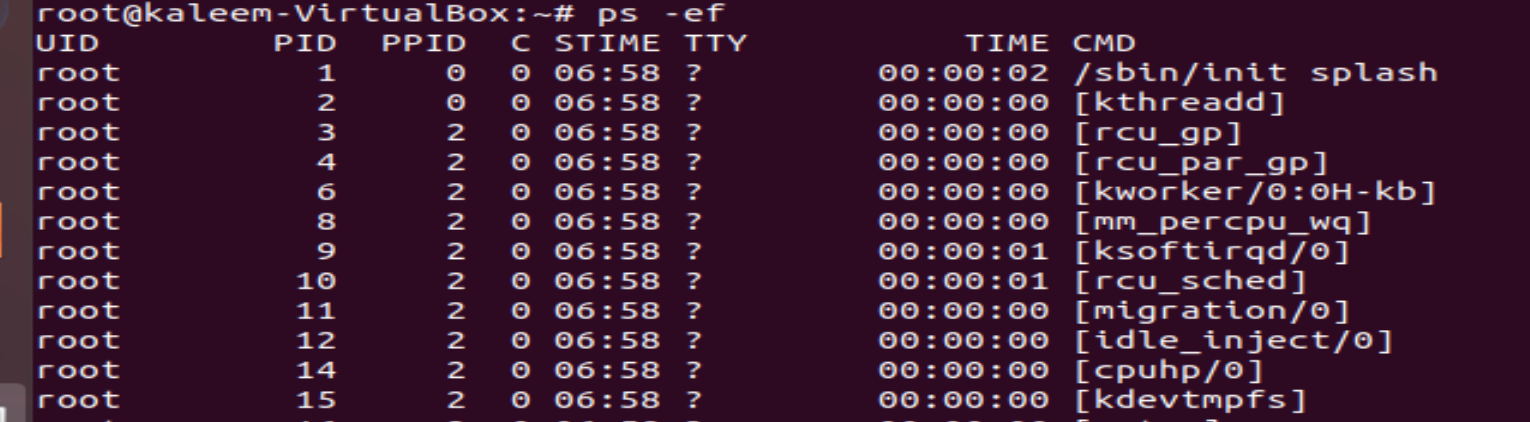 root@kaleem-VirtualBox:~# ps -ef
UID PID PPID C STIME TTY TIME CMD
root 1 0 0 06:58 ? 00:00:02 /sbin/init splash
root 2 0 0 06:58 ? 00:00:00 [kthreadd]
root 3 2 0 06:58 ? 00:00:00 [rcu_gp]
root 4 2 0 06:58 ? 00:00:00 [rcu_par_gp]
root 6 2 0 06:58 ? 00:00:00 [kworker/0:0H-kb]
root 8 2 0 06:58 ? 00:00:00 [mm_percpu_wq]
root 9 2 0 06:58 ? 00:00:01 [ksoftirqd/0]
root 10 2 0 06:58 ? 00:00:01 [rcu_sched]
root 11 2 0 06:58 ? 00:00:00 [migration/0]
root 12 2 0 06:58 ? 00:00:00 [idle_inject/0]
root 14 2 0 06:58 ? 00:00:00 [cpuhp/0]
root 15 2 0 06:58 ? 00:00:00 [kdevtmpfs]